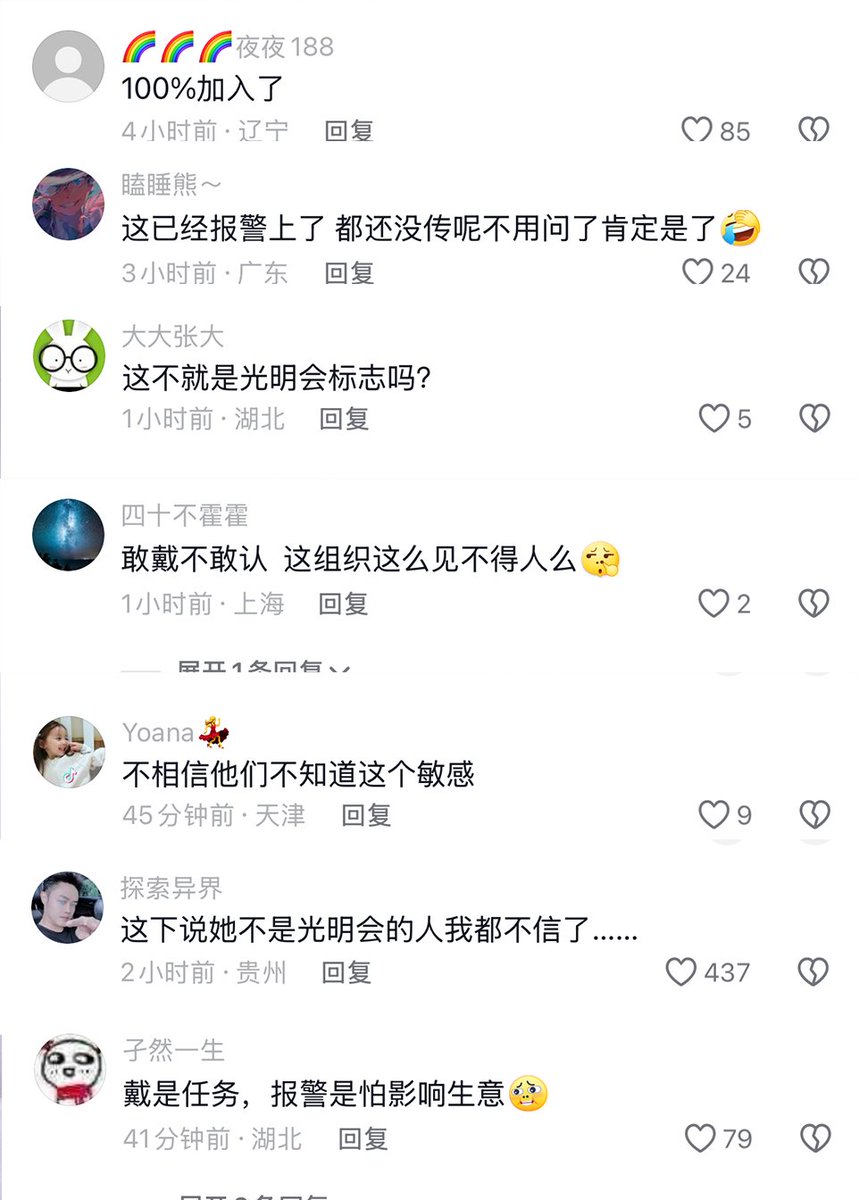 🌈🌈🌈夜夜188
100%加入了
4小时前·辽宁 回复 85
瞌睡熊～
这已经报警上了 都还没传呢不用问了肯定是了🤣
3小时前·广东 回复 24
大大张大
这不就是光明会标志吗？
1小时前·湖北 回复 5
四十不霍霍
敢戴不敢认 这组织这么见不得人么
1小时前·上海 回复 2
展开1条回复
Yoana💃
不相信他们不知道这个敏感
45分钟前·天津 回复 9
探索异界
这下说她不是光明会的人我都不信了……
2小时前·贵州 回复 437
孑然一生
戴是任务，报警是怕影响生意
41分钟前·湖北 回复 79